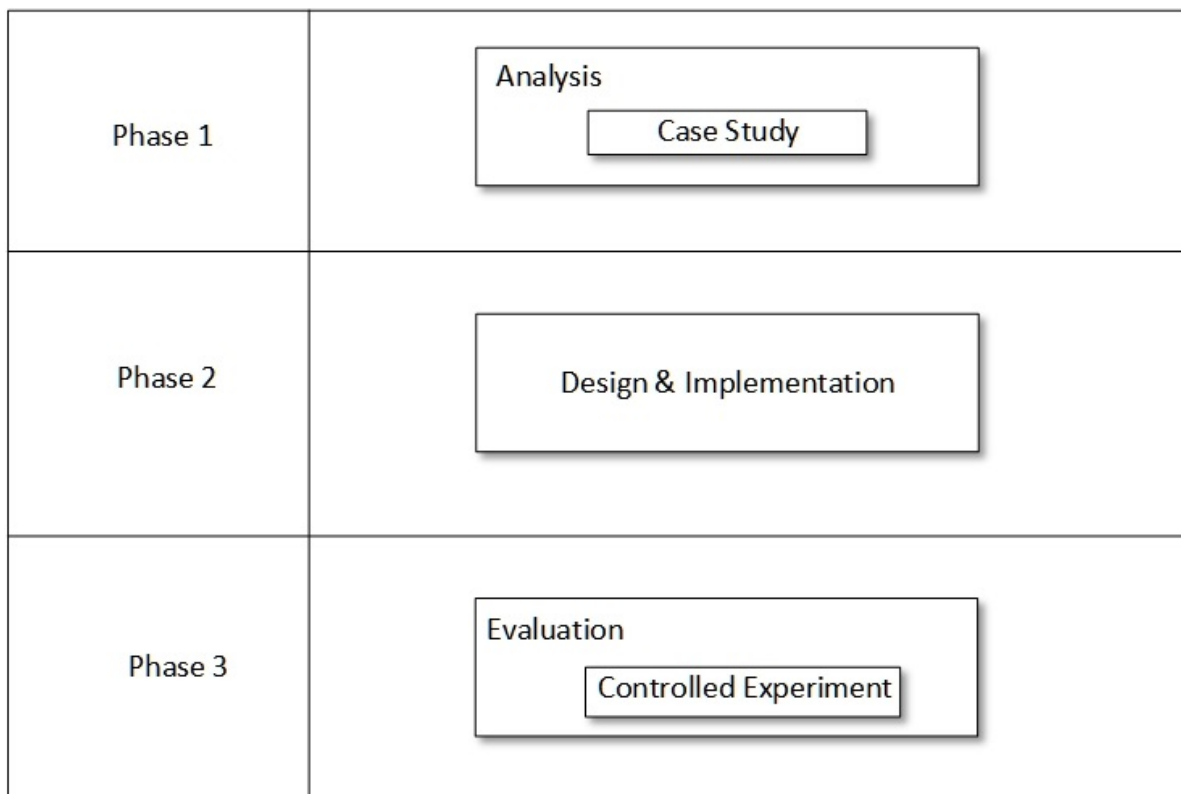 Phase 1
Analysis
Case Study
Phase 2
Design & Implementation
Phase 3
Evaluation
Controlled Experiment